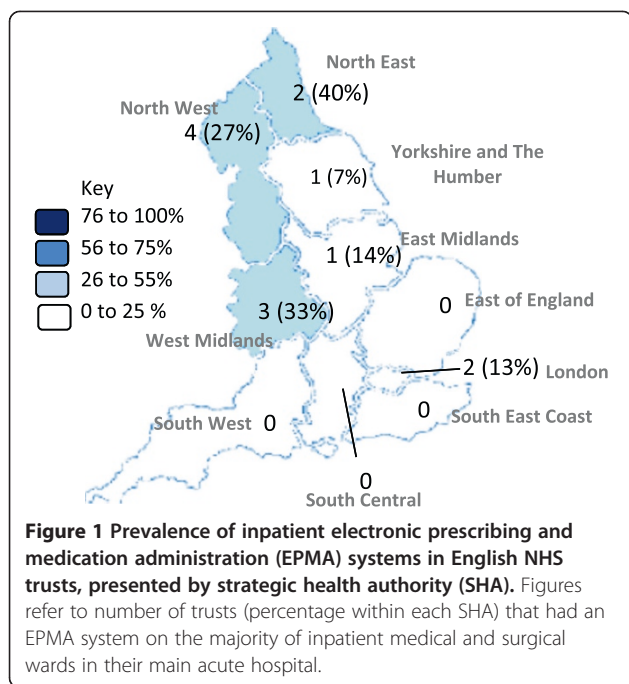 North East
2 (40%)
North West
4 (27%)
Yorkshire and The
Humber
1 (7%)
Key
76 to 100%
56 to 75%
26 to 55%
0 to 25 %
East Midlands
1 (14%)
0 East of England
3 (33%)
West Midlands
2 (13%) London
South West 0
0 South East Coast
0
South Central
Figure 1 Prevalence of inpatient electronic prescribing and
medication administration (EPMA) systems in English NHS
trusts, presented by strategic health authority (SHA). Figures
refer to number of trusts (percentage within each SHA) that had an
EPMA system on the majority of inpatient medical and surgical
wards in their main acute hospital.